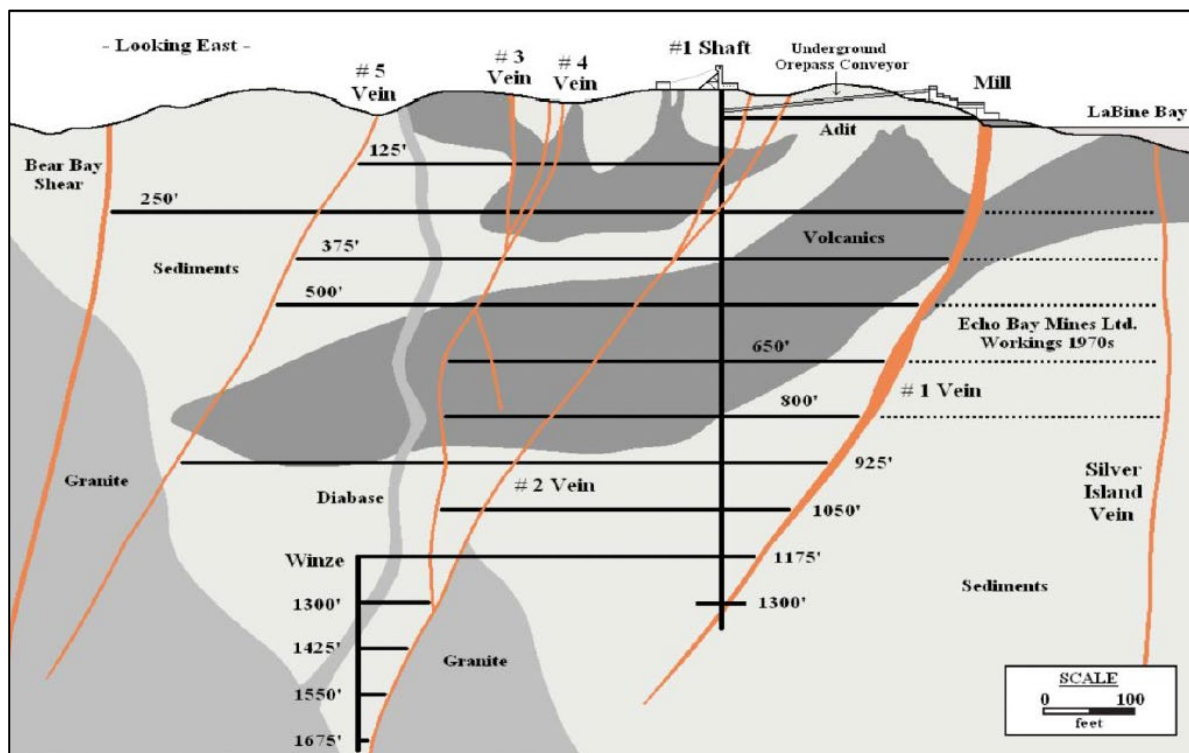 - Looking East -
# 5
Vein
# 3
Vein
# 4
Vein
#1 Shaft
Underground
Orepass Conveyor
Mill
LaBine Bay
Adit
Bear Bay
Shear
125'
250'
Volcanics
375'
Sediments
500'
Echo Bay Mines Ltd.
Workings 1970s
650'
# 1 Vein
800'
925'
Granite
# 2 Vein
Diabase
1050'
Silver
Island
Vein
Winze
1175'
1300'
1300'
Sediments
1425'
Granite
1550'
1675'
SCALE
0 100
feet